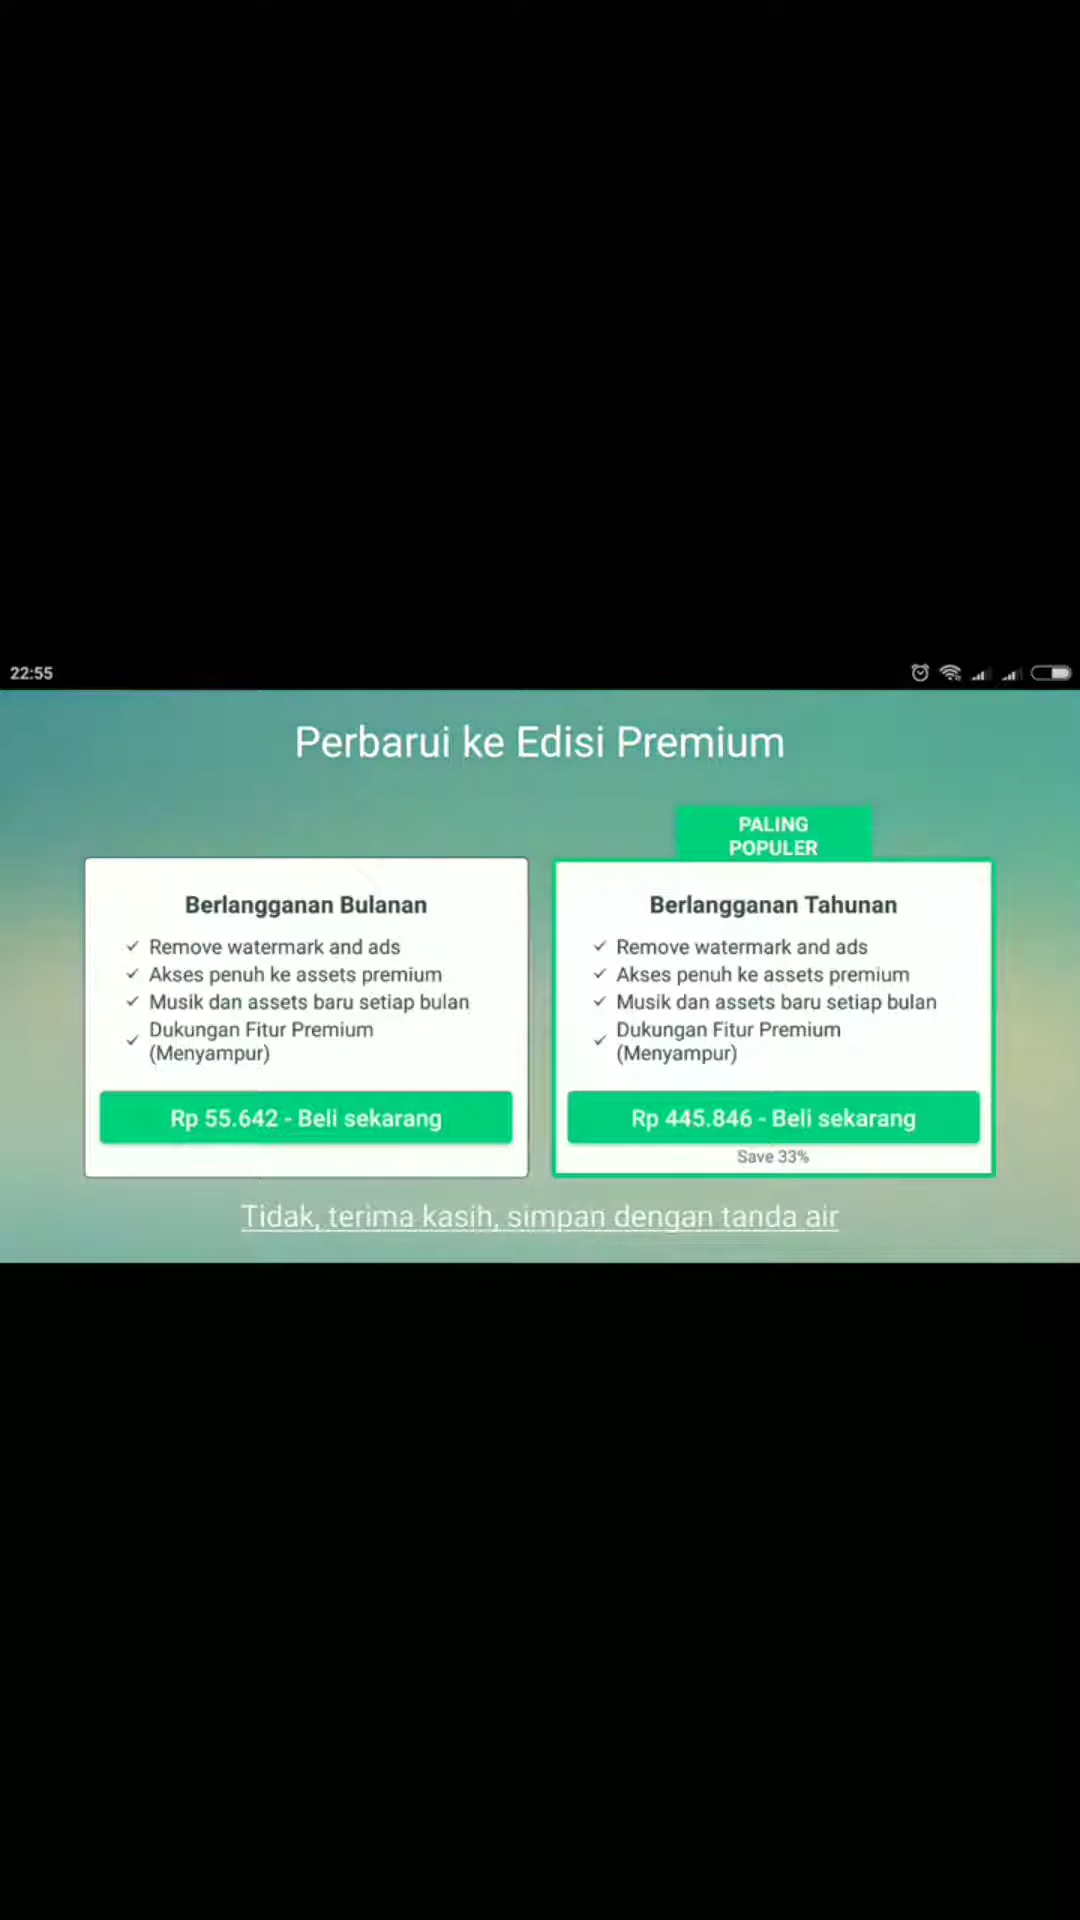 22:55
Perbarui ke Edisi Premium
Berlangganan Bulanan
Remove watermark and ads
Akses penuh ke assets premium
Musik dan assets baru setiap bulan
Dukungan Fitur Premium
(Menyampur)
Rp 55.642 - Beli sekarang
PALING
POPULER
Berlangganan Tahunan
Remove watermark and ads
Akses penuh ke assets premium
Musik dan assets baru setiap bulan
Dukungan Fitur Premium
(Menyampur)
Rp 445.846 - Beli sekarang
Save 33%
Tidak, terima kasih, simpan dengan tanda air